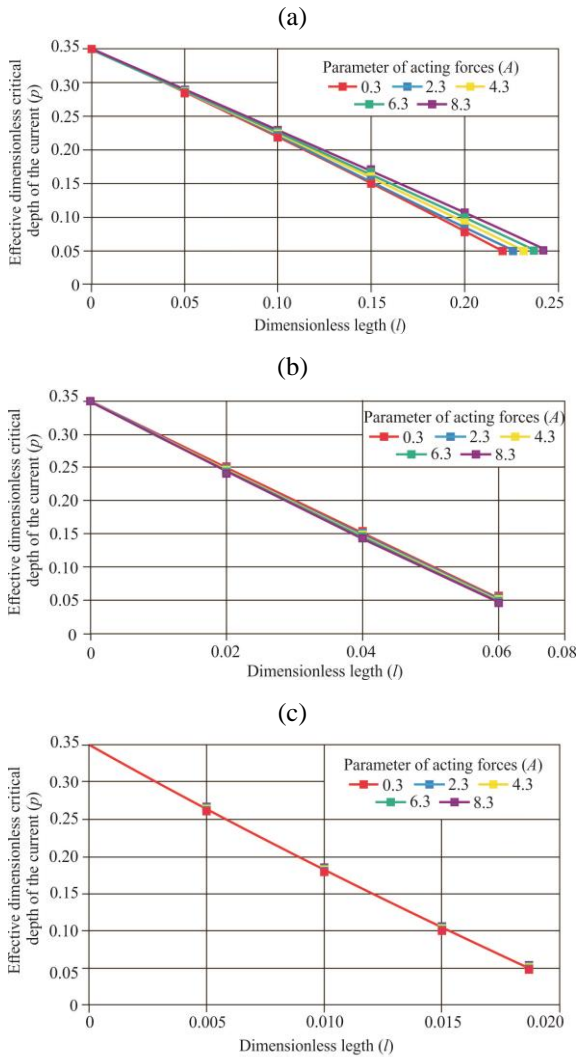 (a)
0.35
0.30
0.25
0.20
0.15
0.10
0.05
0
Effective dimensionless critical
depth of the current (p)
Parameter of acting forces (A)
0.3 2.3 4.3
6.3 8.3
0 0.05 0.10 0.15 0.20 0.25
Dimensionless legth (l)
(b)
0.35
0.30
0.25
0.20
0.15
0.10
0.05
0
Effective dimensionless critical
depth of the current (p)
Parameter of acting forces (A)
0.3 2.3 4.3
6.3 8.3
0 0.02 0.04 0.06 0.08
Dimensionless legth (l)
(c)
0.35
0.30
0.25
0.20
0.15
0.10
0.05
0
Effective dimensionless critical
depth of the current (p)
Parameter of acting forces (A)
0.3 2.3 4.3
6.3 8.3
0 0.005 0.010 0.015 0.020
Dimensionless legth (l)